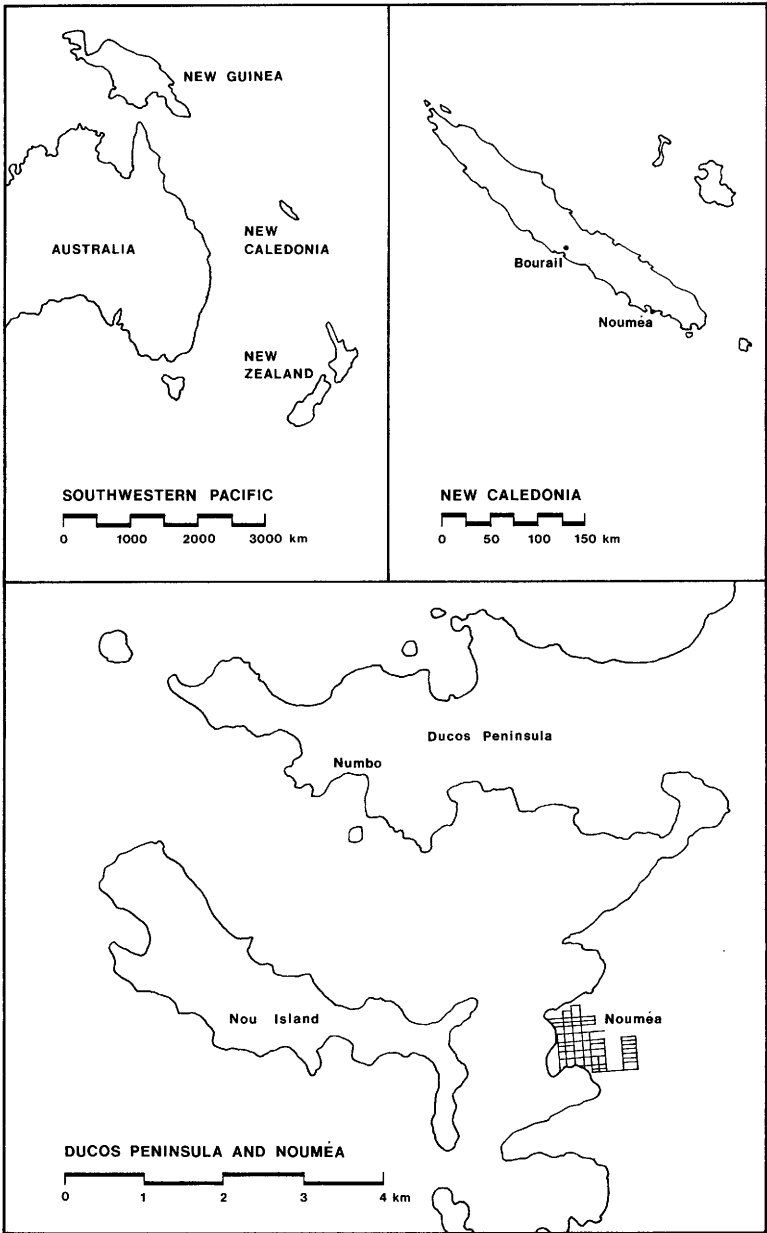 NEW GUINEA
AUSTRALIA
NEW
CALEDONIA
NEW
ZEALAND
SOUTHWESTERN PACIFIC
0 1000 2000 3000 km
Bourail
Nouméa
NEW CALEDONIA
0 50 100 150 km
Ducos Peninsula
Numbo
Nou Island
Nouméa
DUCOS PENINSULA AND NOUMÉA
0 1 2 3 4 km